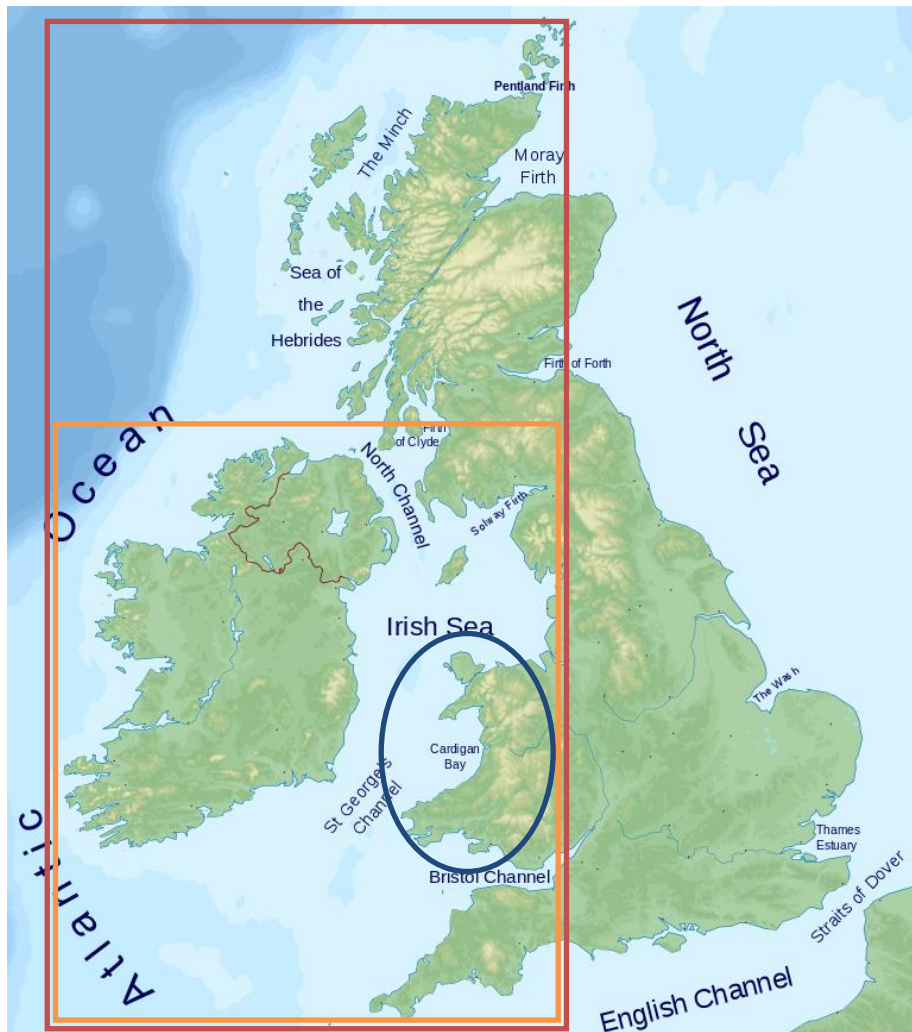 Pentland Firth
The Minch
Moray
Firth
Sea of
the
Hebrides
North
Sea
Firth of Forth
Ocean
Firth
of Clyde
North Channel
Solway Firth
Irish Sea
The Wash
Cardigan
Bay
St George's
Channel
Thames
Estuary
Atlantic
Bristol Channel
Straits of Dover
English Channel